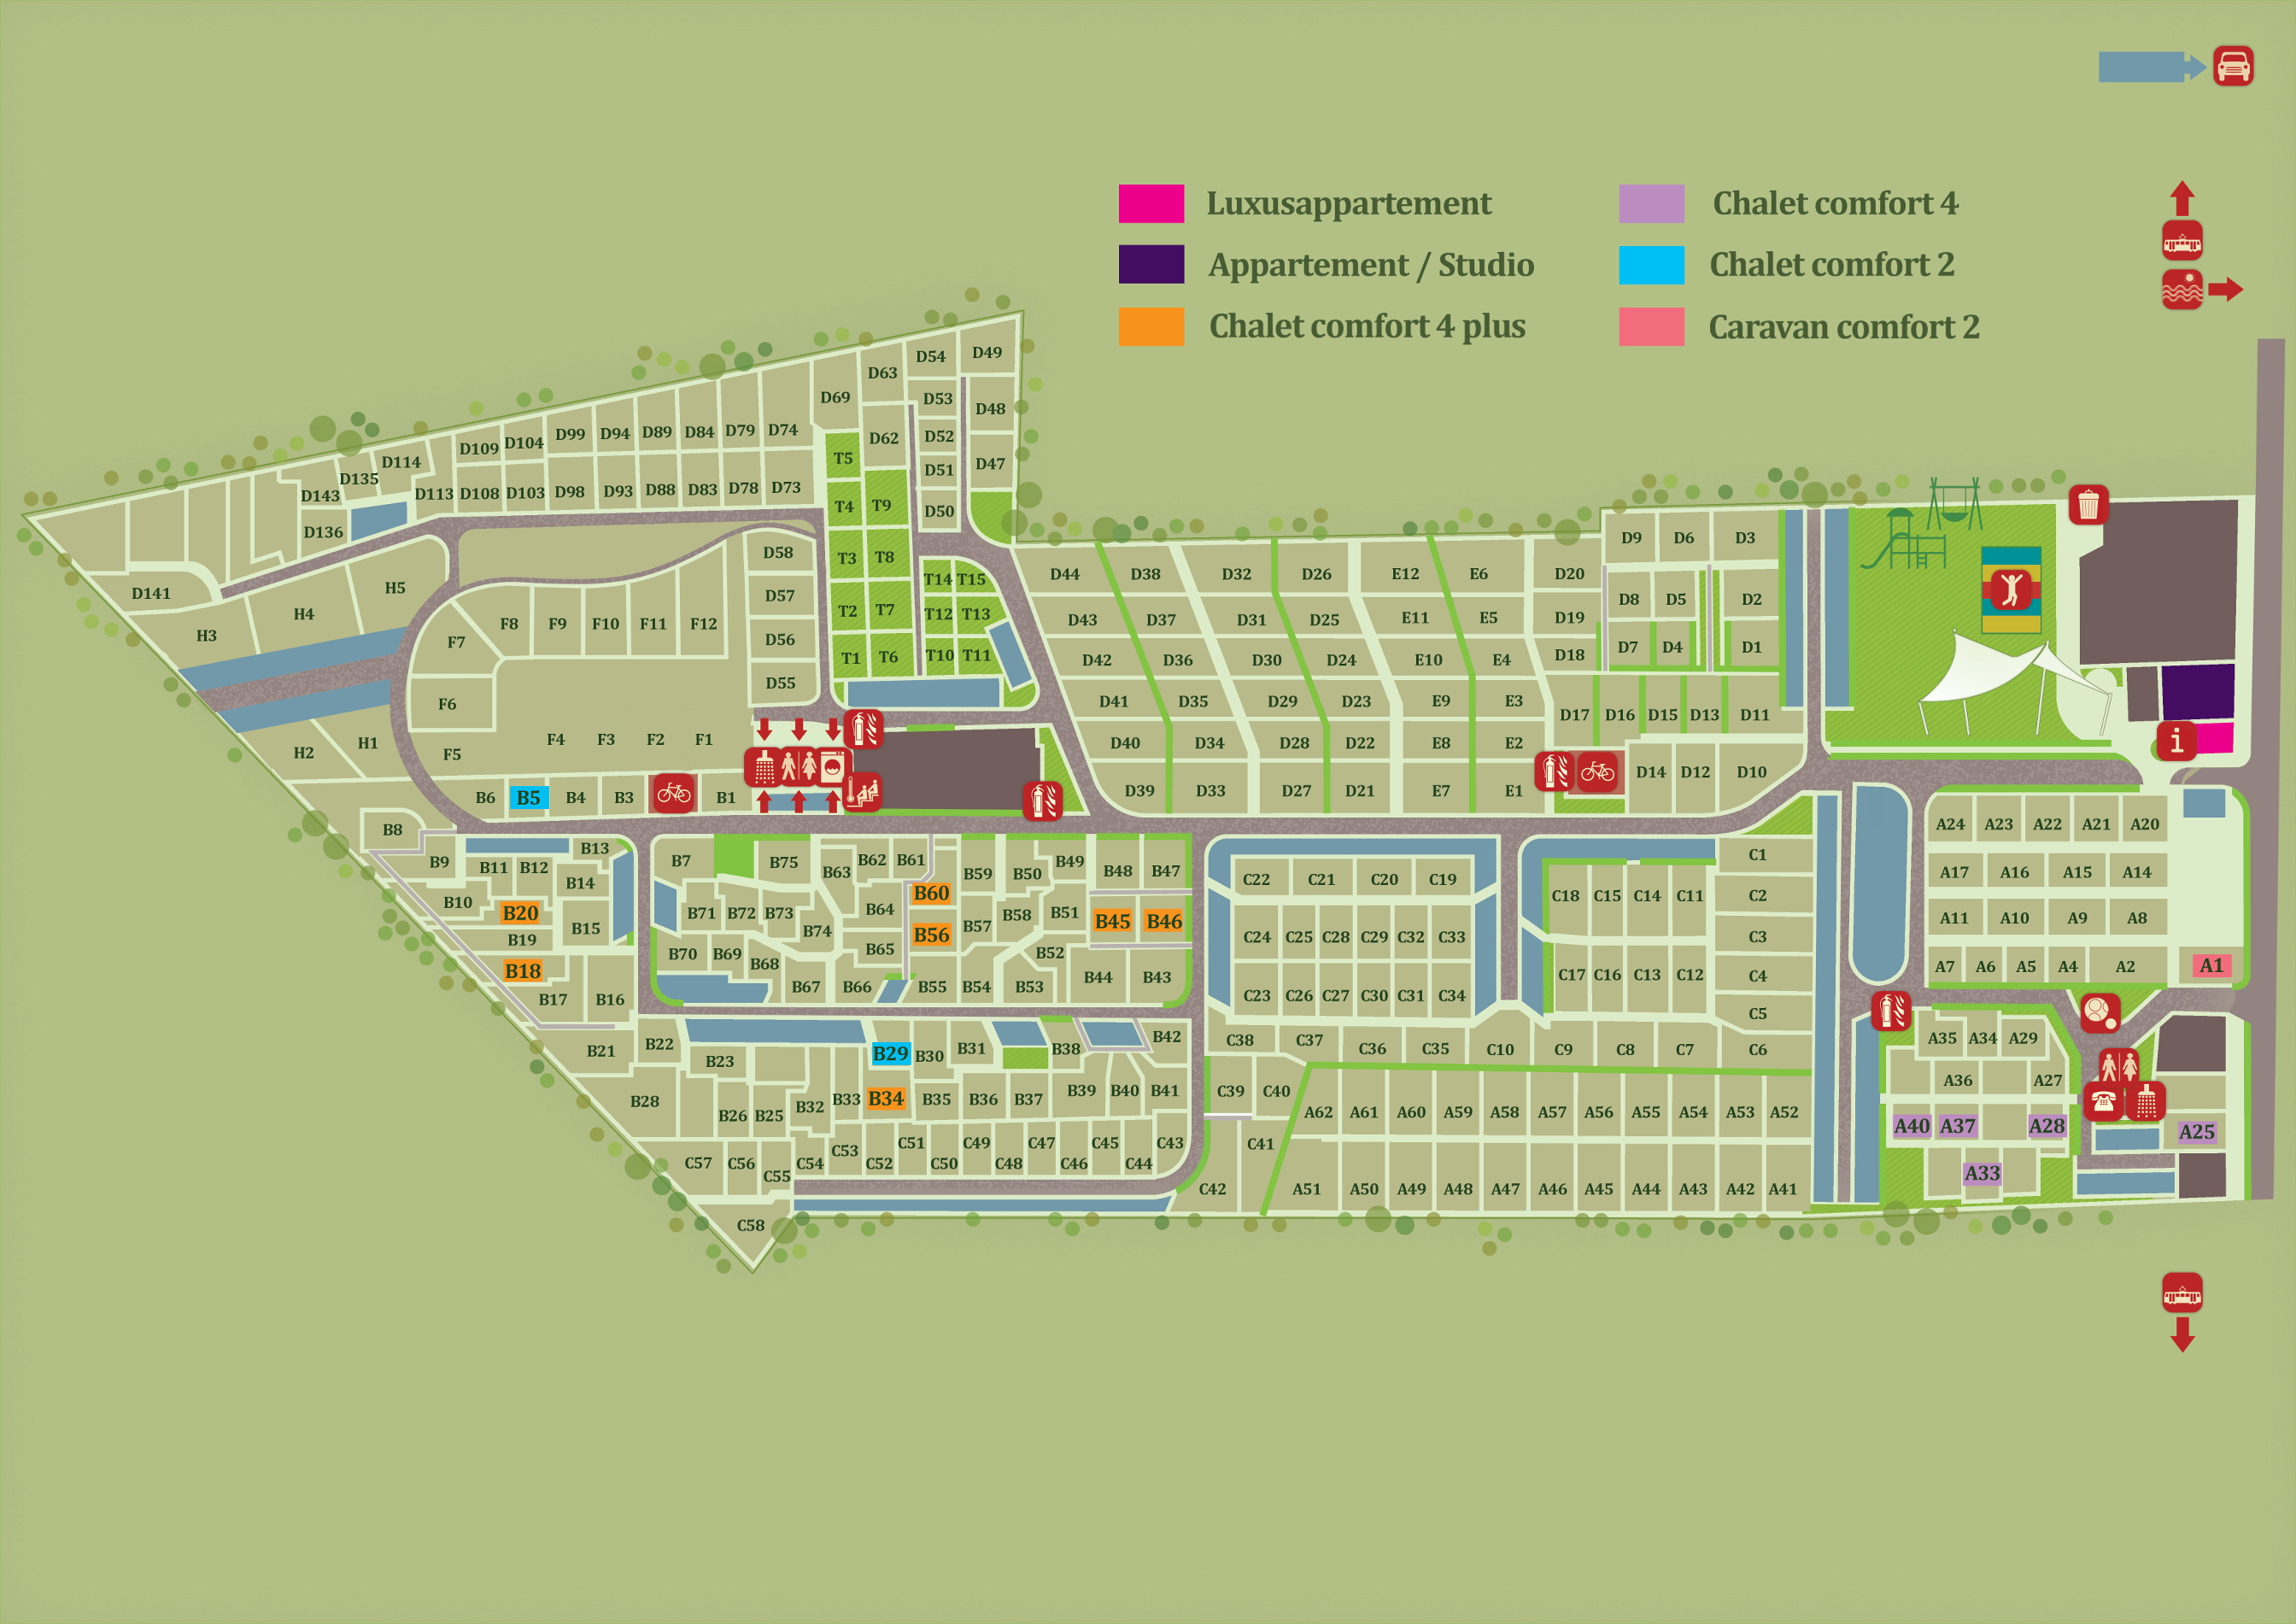 Luxusappartement
Chalet comfort 4
Appartement / Studio
Chalet comfort 2
Chalet comfort 4 plus
Caravan comfort 2
D54 D49
D63
D69 D53 D48
D109 D104 D99 D94 D89 D84 D79 D74 D62 D52
D143 D135 D114 T5 D51 D47
D113 D108 D103 D98 D93 D88 D83 D78 D73 T4 T9 D50
D136
D141 H3 H4 H5
D58 T3 T8
D57 T14 T15
D56 T2 T7 T12 T13
D55 T1 T6 T10 T11
F7 F8 F9 F10 F11 F12
F6
F5 F4 F3 F2 F1
H2 H1
D44 D38 D32 D26 E12 E6 D20
D43 D37 D31 D25 E11 E5 D19
D42 D36 D30 D24 E10 E4 D18
D41 D35 D29 D23 E9 E3
D40 D34 D28 D22 E8 E2
D39 D33 D27 D21 E7 E1
D9 D6 D3
D8 D5 D2
D7 D4 D1
D17 D16 D15 D13 D11
D14 D12 D10
i
B6 B5 B4 B3 B1
B8
B9 B11 B12 B13
B14
B10 B20 B15
B19
B18
B17 B16
B21
B7 B75 B63 B62 B61 B59 B50 B49 B48 B47
B60
B71 B72 B73 B74 B64 B56 B57 B58 B51 B45 B46
B70 B69 B68 B65 B52
B67 B66 B55 B54 B53 B44 B43
B22 B23 B29 B30 B31 B38 B42
B28 B26 B25 B32 B33 B34 B35 B36 B37 B39 B40 B41
C57 C56 C55 C54 C53 C52 C51 C50 C49 C48 C47 C46 C45 C44 C43
C58
C22 C21 C20 C19
C24 C25 C28 C29 C32 C33
C23 C26 C27 C30 C31 C34
C18 C15 C14 C11
C17 C16 C13 C12
C1
C2
C3
C4
C5
C38 C37 C36 C35 C10 C9 C8 C7 C6
C39 C40
C41
C42
A62 A61 A60 A59 A58 A57 A56 A55 A54 A53 A52
A51 A50 A49 A48 A47 A46 A45 A44 A43 A42 A41
A24 A23 A22 A21 A20
A17 A16 A15 A14
A11 A10 A9 A8
A7 A6 A5 A4 A2 A1
A35 A34 A29
A36 A27
A40 A37 A28 A25
A33